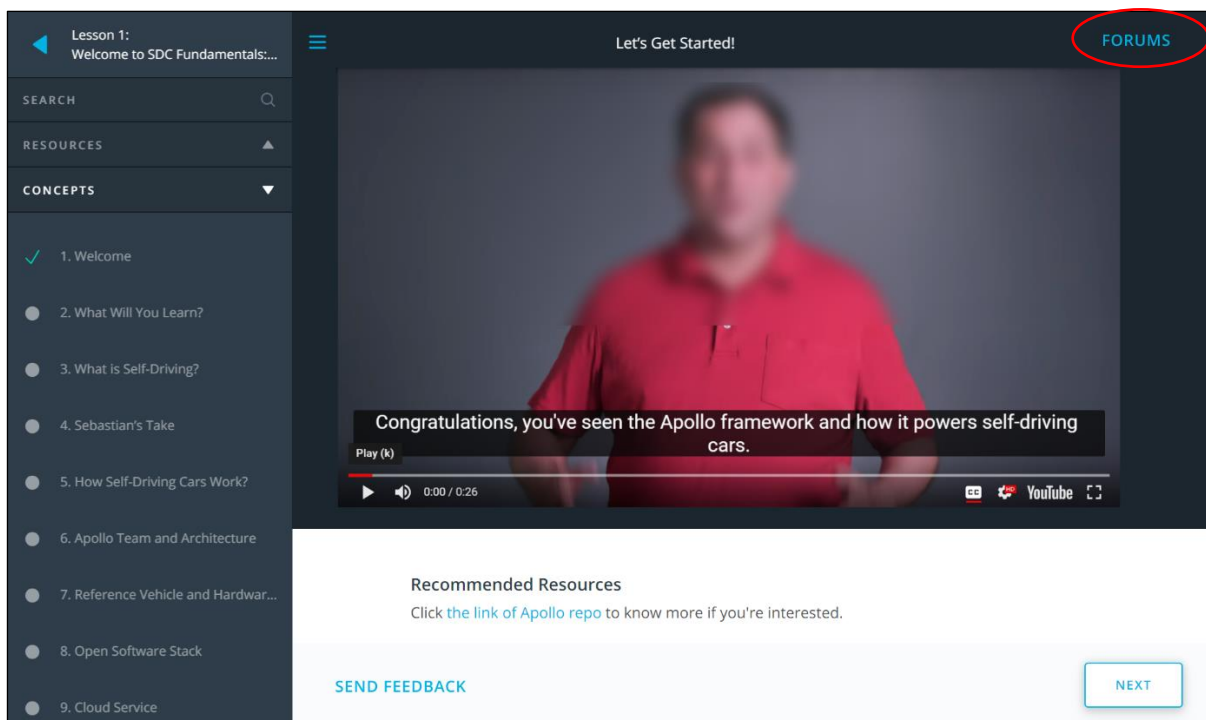 Lesson 1:
Welcome to SDC Fundamentals:...
SEARCH
RESOURCES
CONCEPTS
1. Welcome
2. What Will You Learn?
3. What is Self-Driving?
4. Sebastian's Take
5. How Self-Driving Cars Work?
6. Apollo Team and Architecture
7. Reference Vehicle and Hardwar...
8. Open Software Stack
9. Cloud Service
Let's Get Started!
FORUMS
Congratulations, you've seen the Apollo framework and how it powers self-driving
cars.
Play (k)
0:00 / 0:26
CC
HD
YouTube
Recommended Resources
Click the link of Apollo repo to know more if you're interested.
SEND FEEDBACK
NEXT